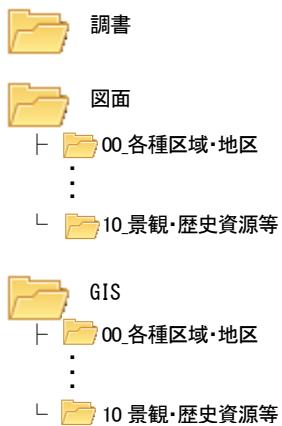 調書
図面
├ 00_各種区域・地区
└ 10_景観・歴史資源等
GIS
├ 00_各種区域・地区
└ 10 景観・歴史資源等